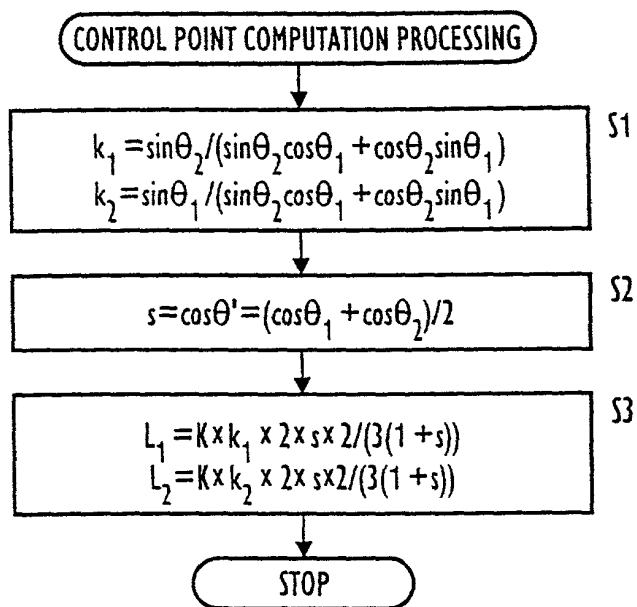 CONTROL POINT COMPUTATION PROCESSING
S1
k₁=sinθ₂/(sinθ₂cosθ₁+cosθ₂sinθ₁)
k₂=sinθ₁/(sinθ₂cosθ₁+cosθ₂sinθ₁)
S2
s=cosθ'=(cosθ₁+cosθ₂)/2
S3
L₁=K×k₁×2×s×2/(3(1+s))
L₂=K×k₂×2×s×2/(3(1+s))
STOP